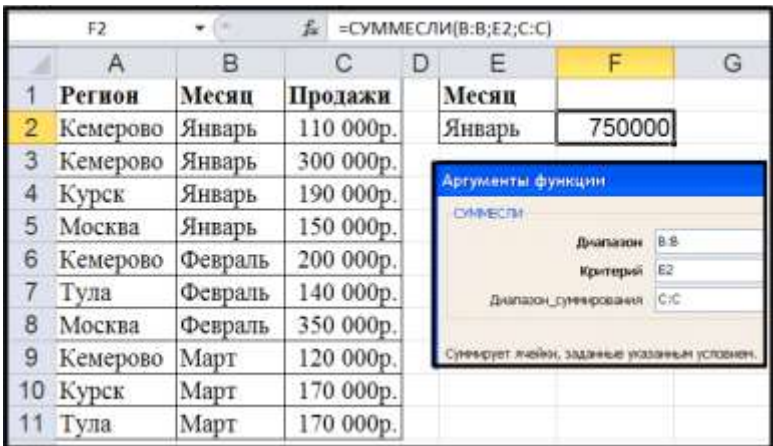 F2 fx =СУММЕСЛИ(B:B;E2;C:C)
A B C D E F G
1 Регион Месяц Продажи Месяц
2 Кемерово Январь 110 000р. Январь 750000
3 Кемерово Январь 300 000р.
4 Курск Январь 190 000р.
5 Москва Январь 150 000р.
6 Кемерово Февраль 200 000р.
7 Тула Февраль 140 000р.
8 Москва Февраль 350 000р.
9 Кемерово Март 120 000р.
10 Курск Март 170 000р.
11 Тула Март 170 000р.
Аргументы функции
СУММЕСЛИ
Диапазон B:B
Критерий E2
Диапазон_суммирования C:C
Суммирует ячейки, заданные указанным условием.